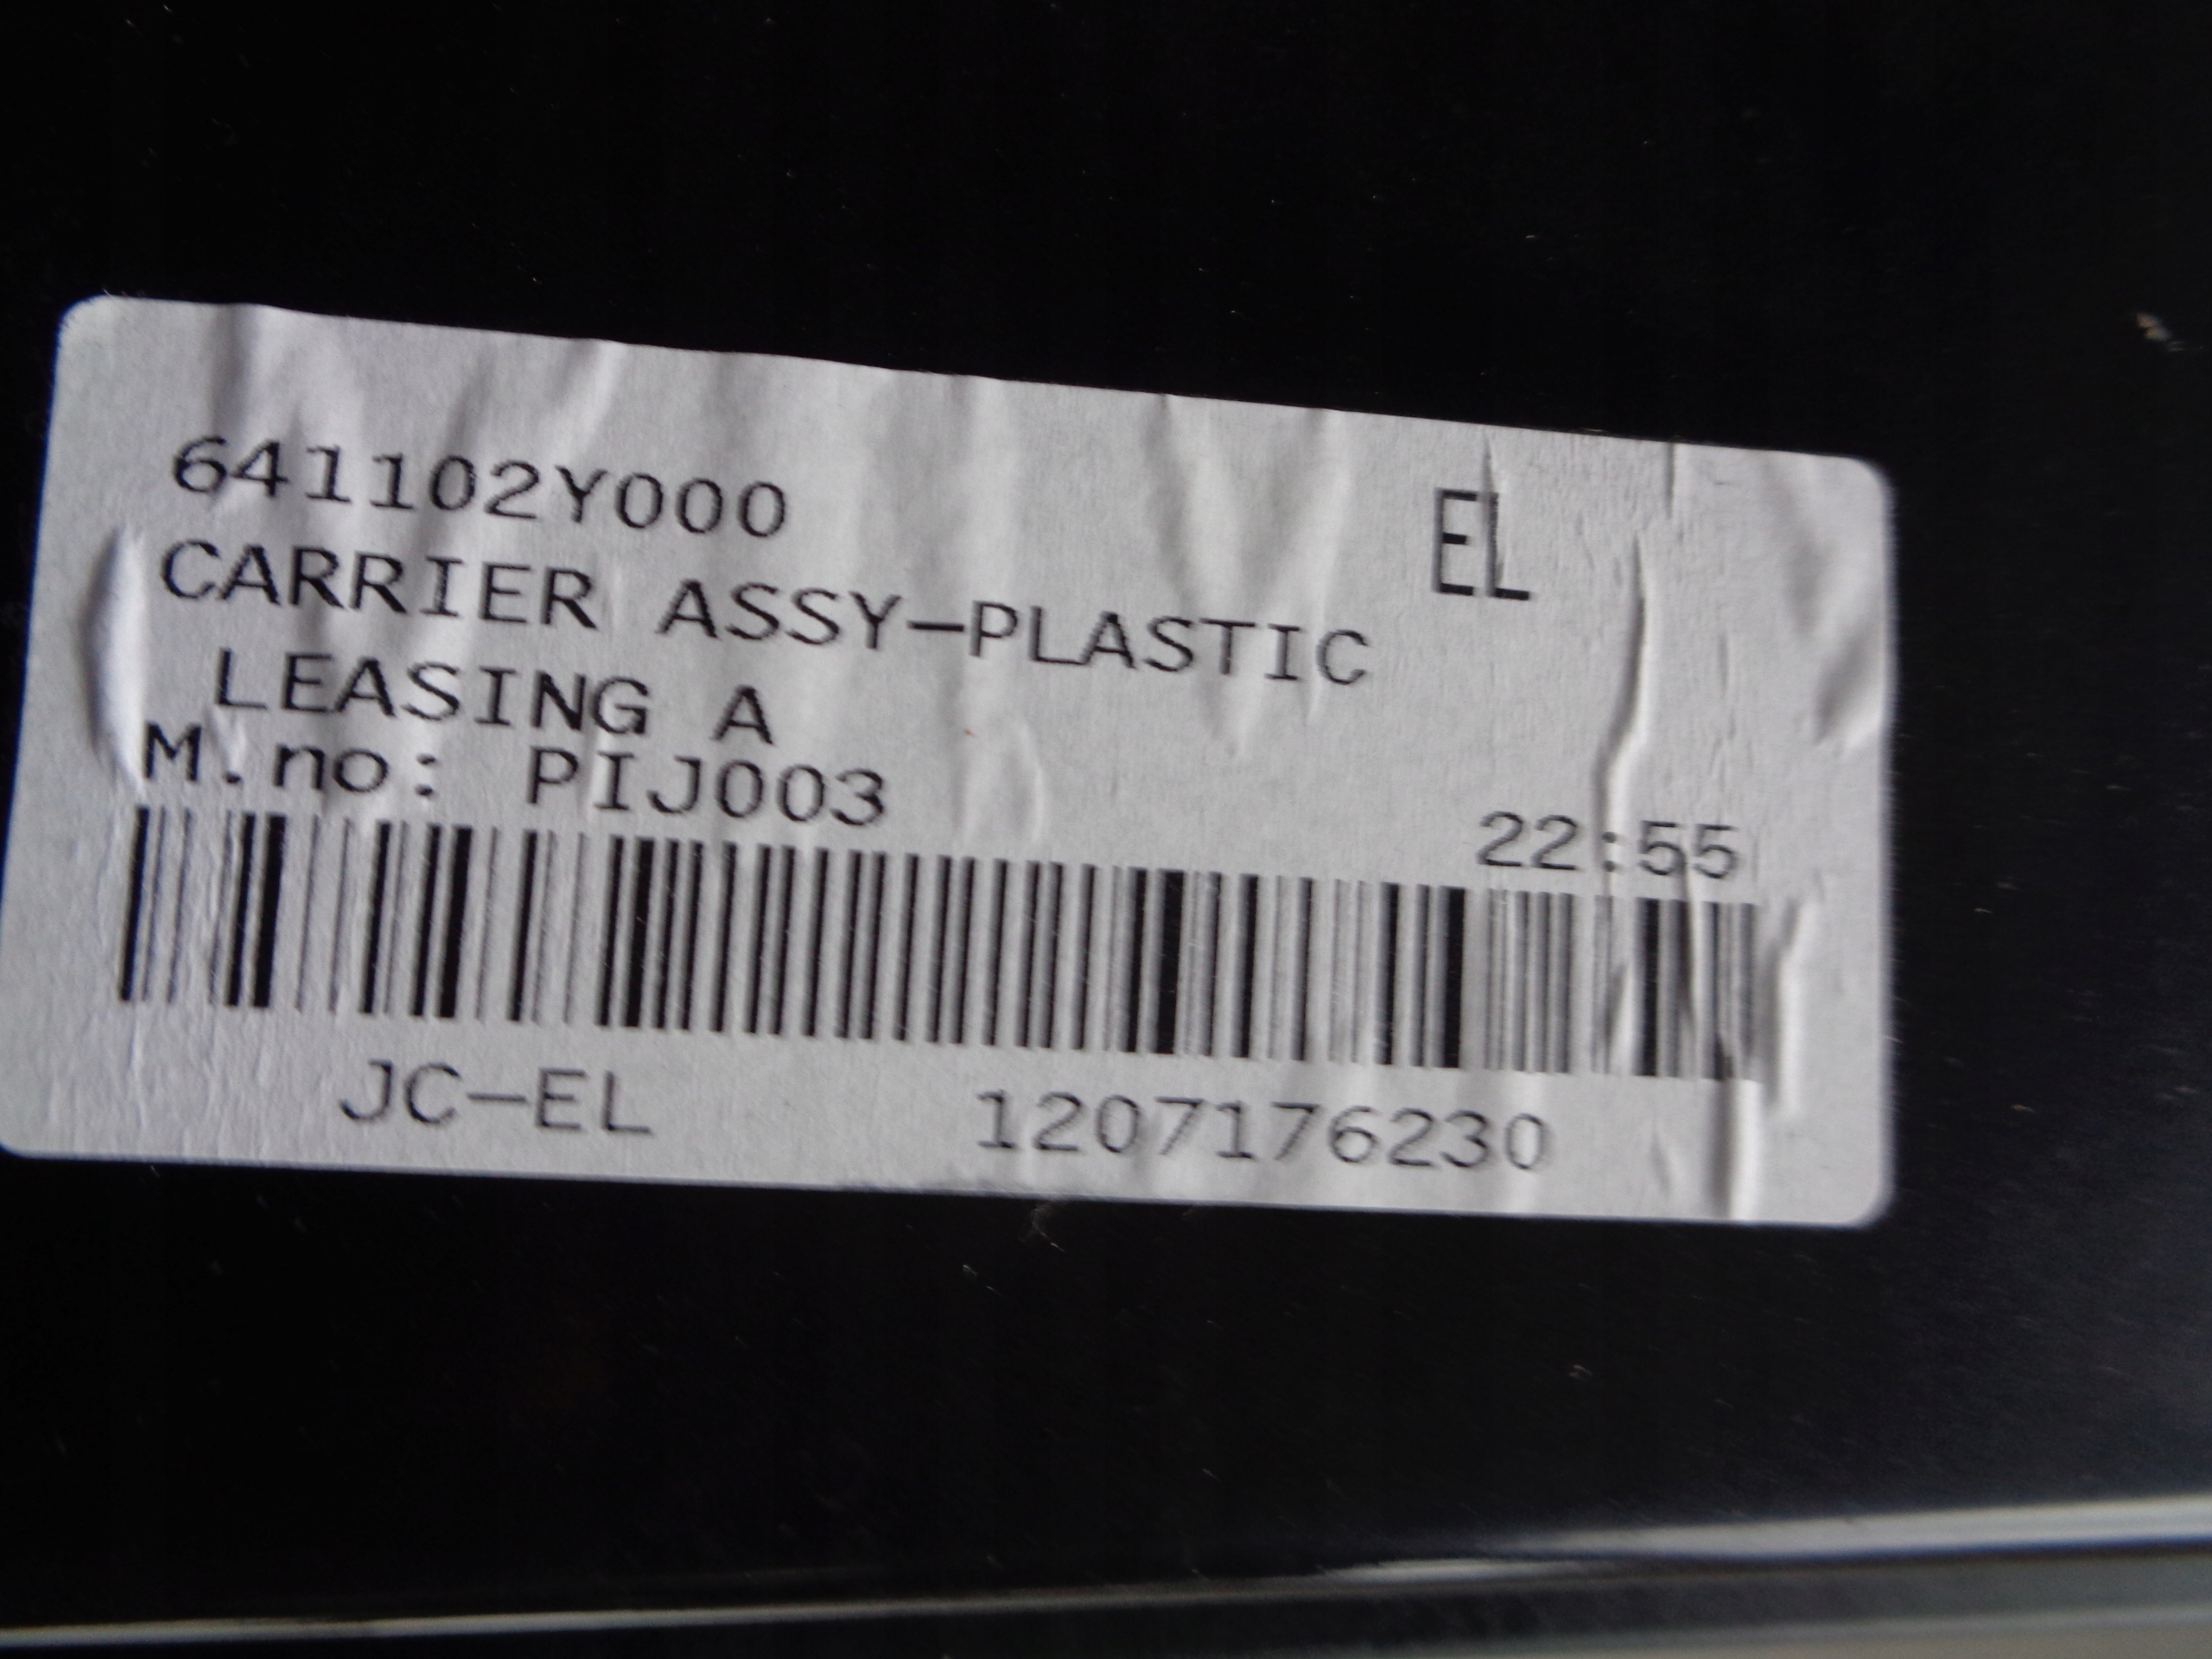 641102Y000
EL
CARRIER ASSY-PLASTIC
LEASING A
M.no: PIJ003
22:55
JC-EL 1207176230